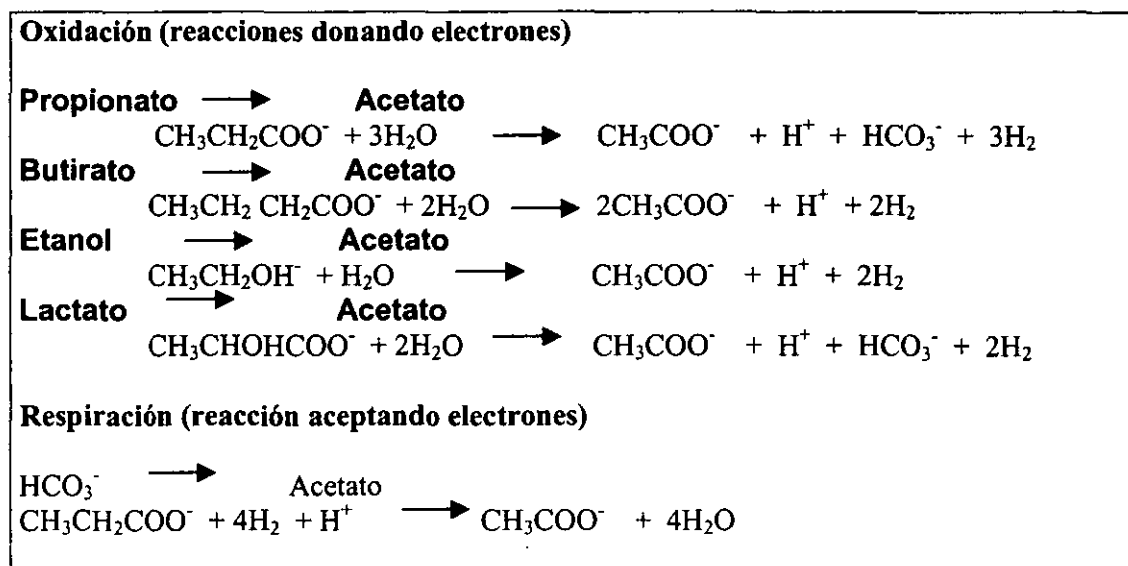 Oxidación (reacciones donando electrones)
Propionato ⟶ Acetato
CH₃CH₂COO⁻ + 3H₂O ⟶ CH₃COO⁻ + H⁺ + HCO₃⁻ + 3H₂
Butirato ⟶ Acetato
CH₃CH₂ CH₂COO⁻ + 2H₂O ⟶ 2CH₃COO⁻ + H⁺ + 2H₂
Etanol ⟶ Acetato
CH₃CH₂OH⁻ + H₂O ⟶ CH₃COO⁻ + H⁺ + 2H₂
Lactato ⟶ Acetato
CH₃CHOHCOO⁻ + 2H₂O ⟶ CH₃COO⁻ + H⁺ + HCO₃⁻ + 2H₂
Respiración (reacción aceptando electrones)
HCO₃⁻ ⟶ Acetato
CH₃CH₂COO⁻ + 4H₂ + H⁺ ⟶ CH₃COO⁻ + 4H₂O